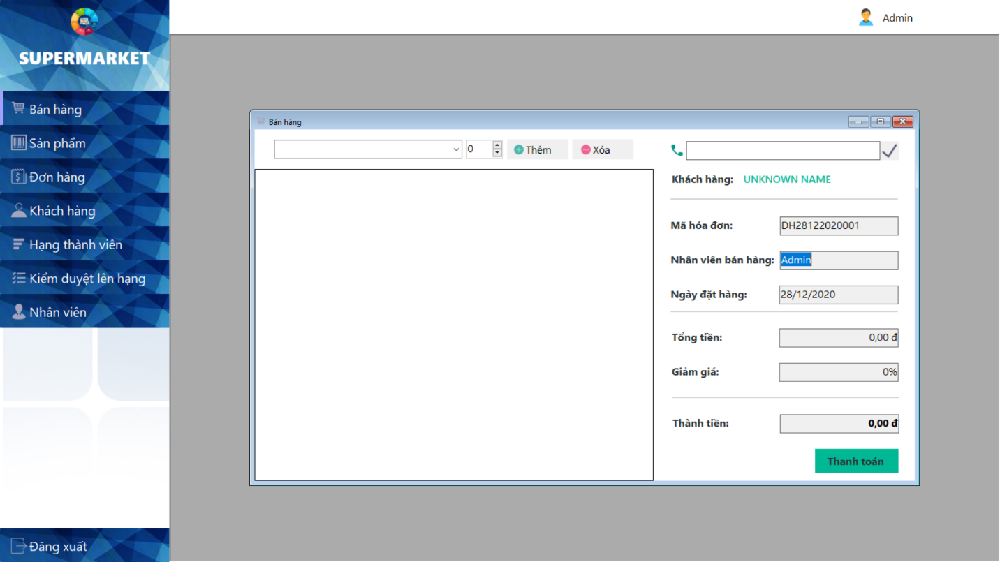 Admin
SUPERMARKET
Bán hàng
Sản phẩm
Đơn hàng
Khách hàng
Hạng thành viên
Kiểm duyệt lên hạng
Nhân viên
Đăng xuất
Bán hàng
0
Thêm
Xóa
Khách hàng: UNKNOWN NAME
Mã hóa đơn: DH28122020001
Nhân viên bán hàng: Admin
Ngày đặt hàng: 28/12/2020
Tổng tiền: 0,00 đ
Giảm giá: 0%
Thành tiền: 0,00 đ
Thanh toán